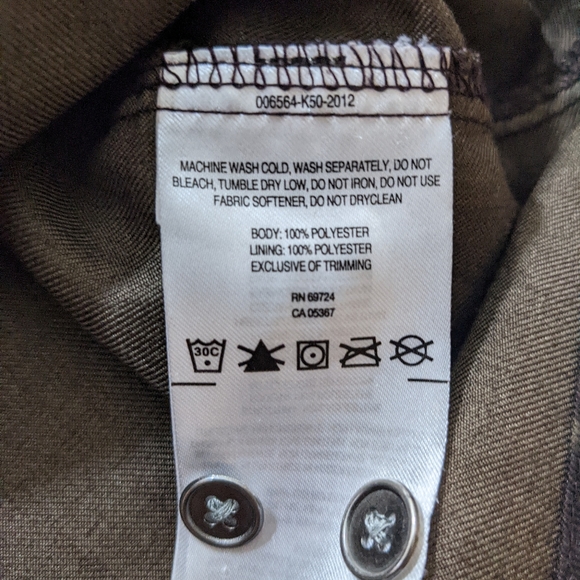 006564-K50-2012
MACHINE WASH COLD, WASH SEPARATELY, DO NOT
BLEACH, TUMBLE DRY LOW, DO NOT IRON, DO NOT USE
FABRIC SOFTENER, DO NOT DRYCLEAN
BODY: 100% POLYESTER
LINING: 100% POLYESTER
EXCLUSIVE OF TRIMMING
RN 69724
CA 05367
30C